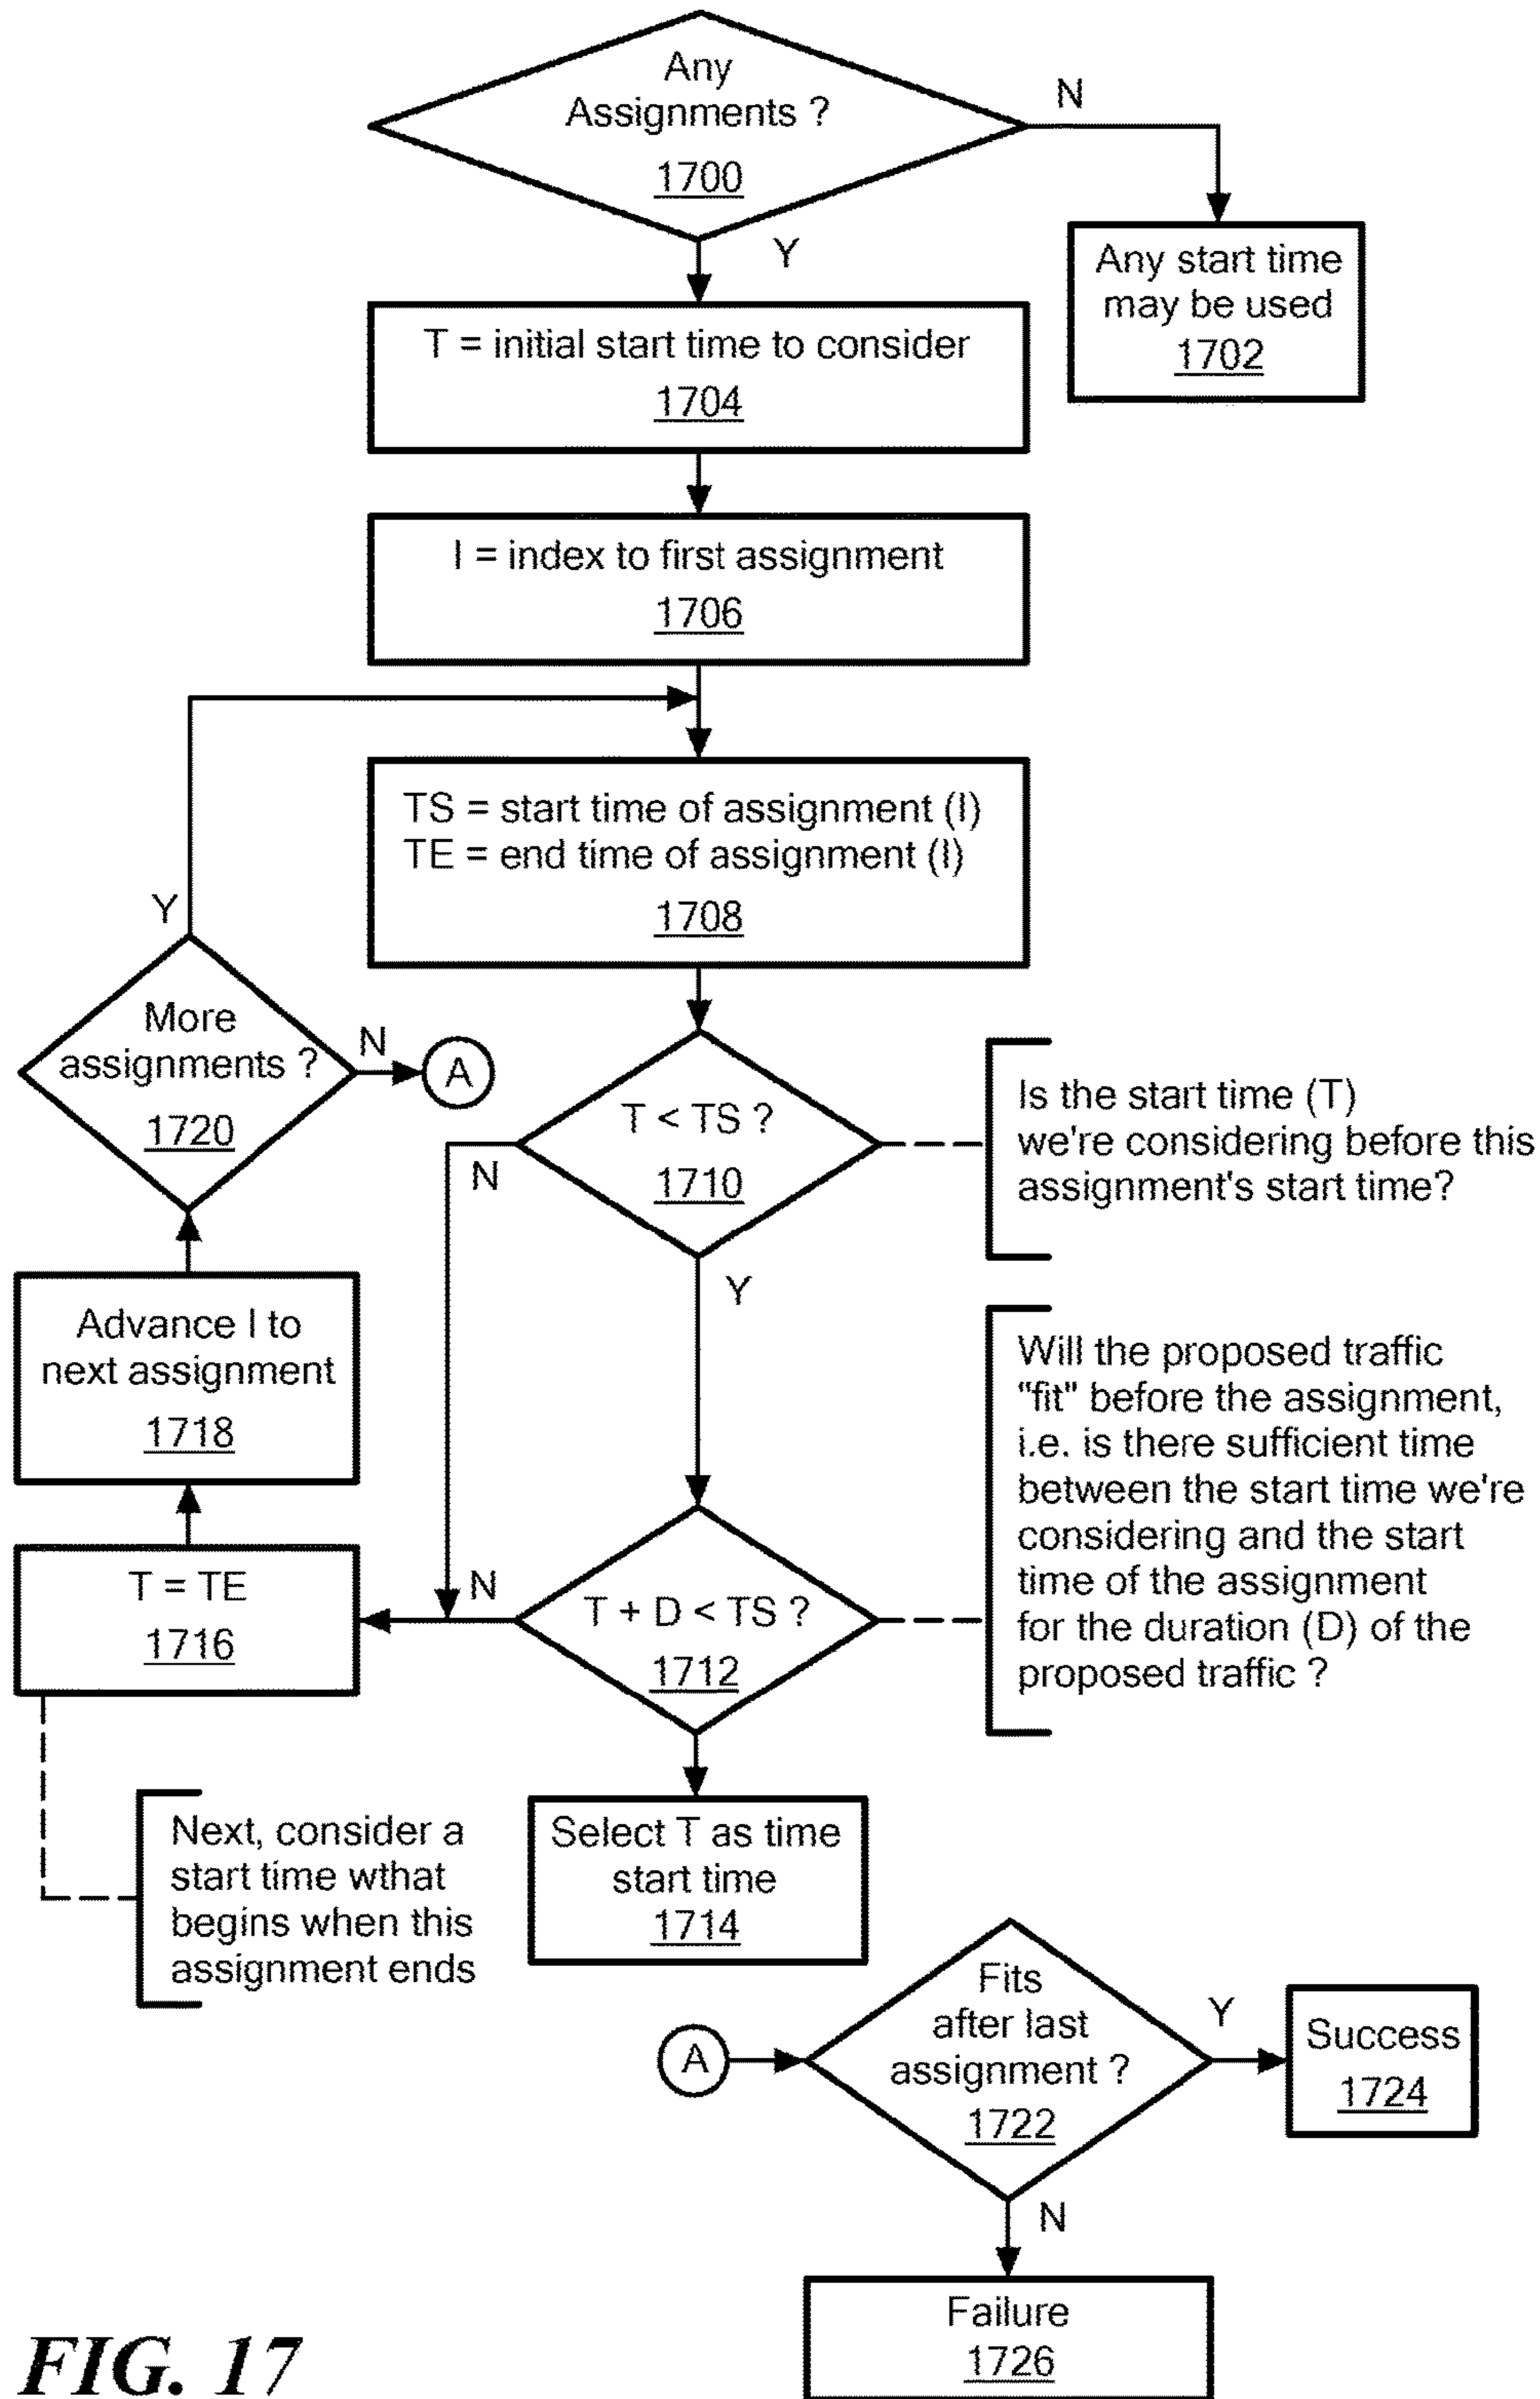 Any
Assignments ?
1700
N
Y
Any start time
may be used
1702
T = initial start time to consider
1704
I = index to first assignment
1706
TS = start time of assignment (I)
TE = end time of assignment (I)
1708
Y
More
assignments ?
1720
N
A
T < TS ?
1710
N
Y
Is the start time (T)
we're considering before this
assignment's start time?
Advance I to
next assignment
1718
Will the proposed traffic
"fit" before the assignment,
i.e. is there sufficient time
between the start time we're
considering and the start
time of the assignment
for the duration (D) of the
proposed traffic ?
T = TE
1716
N
T + D < TS ?
1712
Next, consider a
start time wthat
begins when this
assignment ends
Select T as time
start time
1714
A
Fits
after last
assignment ?
1722
Y
Success
1724
N
Failure
1726
FIG. 17